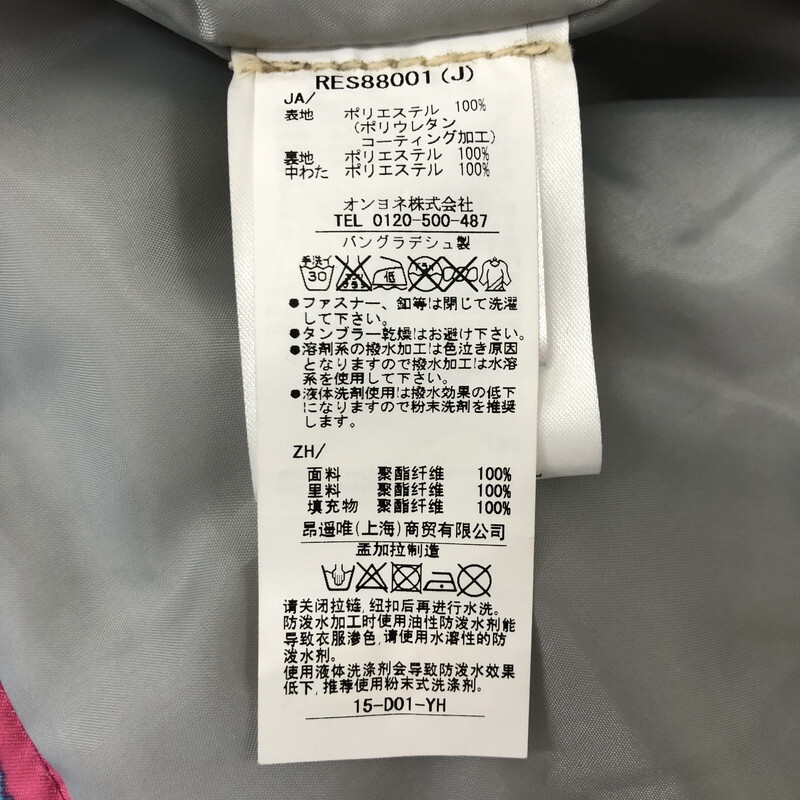 RES88001(J)
JA/
表地 ポリエステル 100%
(ポリウレタン
コーティング加工)
裏地 ポリエステル 100%
中わた ポリエステル 100%
オンヨネ株式会社
TEL 0120-500-487
バングラデシュ製
手洗イ
30
低
●ファスナー、釦等は閉じて洗濯
して下さい。
●タンブラー乾燥はお避け下さい。
●溶剤系の撥水加工は色泣き原因
となりますので撥水加工は水溶
系を使用して下さい。
●液体洗剤使用は撥水効果の低下
になりますので粉末洗剤を推奨
します。
ZH/
面料 聚酯纤维 100%
里料 聚酯纤维 100%
填充物 聚酯纤维 100%
昂遥唯(上海)商贸有限公司
孟加拉制造
请关闭拉链,纽扣后再进行水洗。
防泼水加工时使用油性防泼水剂能
导致衣服渗色,请使用水溶性的防
泼水剂。
使用液体洗涤剂会导致防泼水效果
低下,推荐使用粉末式洗涤剂。
15-D01-YH